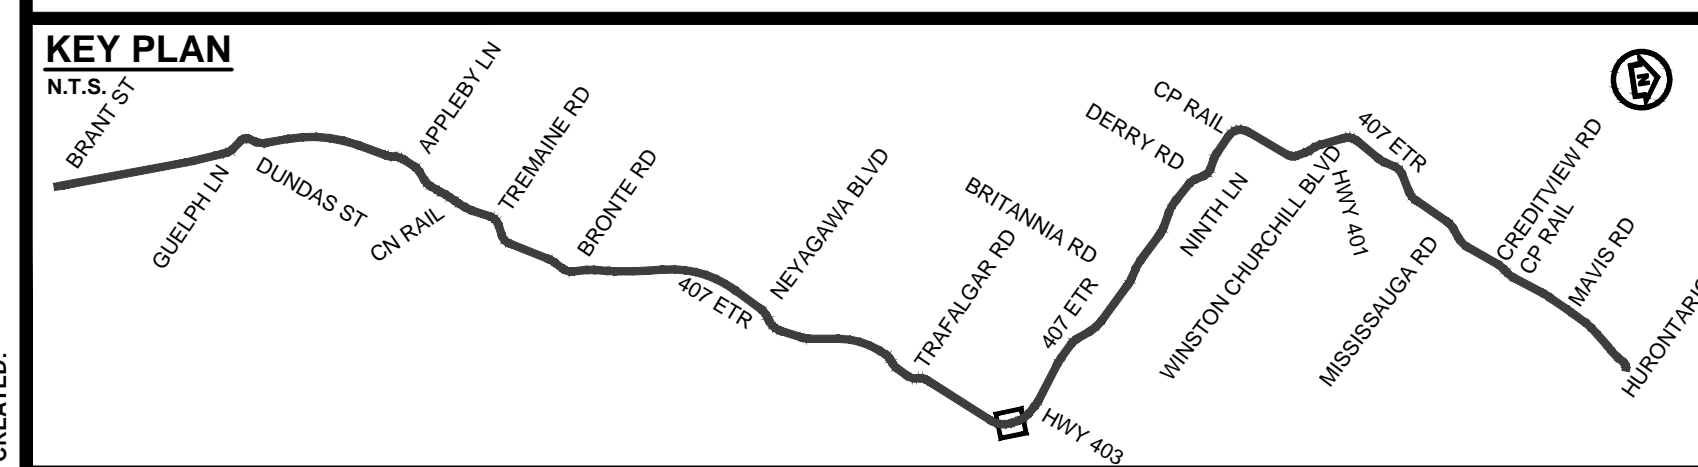 KEY PLAN
N.T.S.
BRANT ST
GUELPH LN
DUNDAS ST
CN RAIL
APPLEBY LN
TREMAINE RD
BRONTE RD
407 ETR
NEYAGAWA BLVD
TRAFALGAR RD
HWY 403
407 ETR
BRITANNIA RD
DERRY RD
CP RAIL
NINTH LN
WINSTON CHURCHILL BLVD
HWY 401
407 ETR
MISSISSAUGA RD
CREDITVIEW RD
CP RAIL
MAVIS RD
N